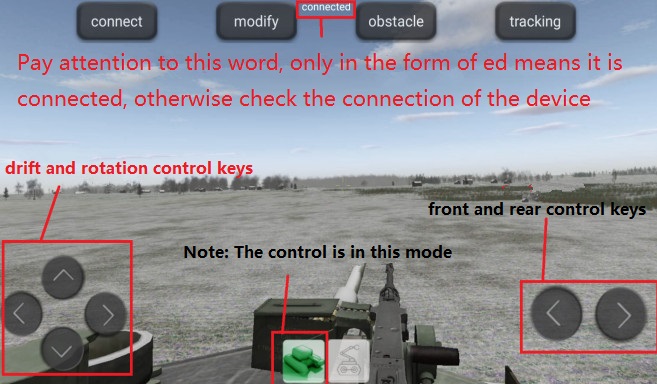 connect
modify
connected
obstacle
tracking
Pay attention to this word, only in the form of ed means it is
connected, otherwise check the connection of the device
drift and rotation control keys
front and rear control keys
Note: The control is in this mode